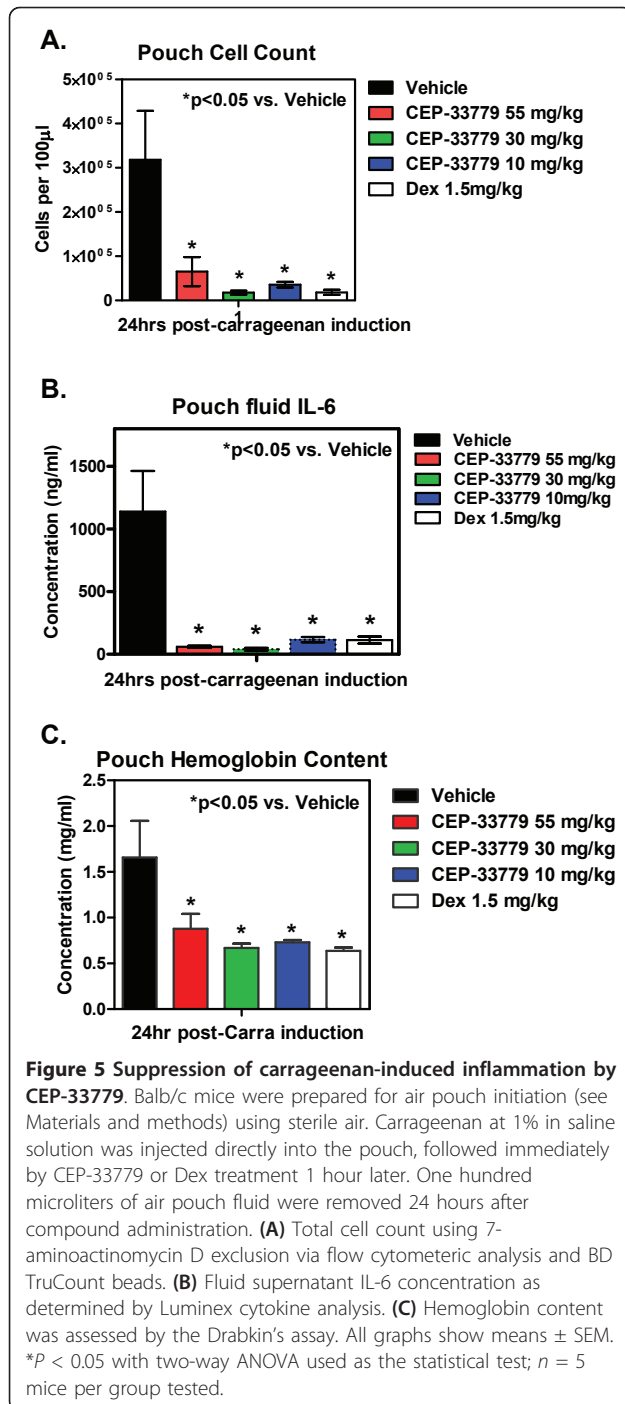 A.
Pouch Cell Count
5×10⁰⁵
4×10⁰⁵
3×10⁰⁵
2×10⁰⁵
1×10⁰⁵
0
Cells per 100µl
*p<0.05 vs. Vehicle
* * * *
1
24hrs post-carrageenan induction
Vehicle
CEP-33779 55 mg/kg
CEP-33779 30 mg/kg
CEP-33779 10 mg/kg
Dex 1.5mg/kg
B.
Pouch fluid IL-6
1500
1000
500
0
Concentration (ng/ml)
*p<0.05 vs. Vehicle
* * * *
24hrs post-carrageenan induction
Vehicle
CEP-33779 55 mg/kg
CEP-33779 30 mg/kg
CEP-33779 10mg/kg
Dex 1.5mg/kg
C.
Pouch Hemoglobin Content
2.5
2.0
1.5
1.0
0.5
0.0
Concentration (mg/ml)
*p<0.05 vs. Vehicle
* * * *
24hr post-Carra induction
Vehicle
CEP-33779 55 mg/kg
CEP-33779 30 mg/kg
CEP-33779 10 mg/kg
Dex 1.5 mg/kg
Figure 5 Suppression of carrageenan-induced inflammation by
CEP-33779. Balb/c mice were prepared for air pouch initiation (see
Materials and methods) using sterile air. Carrageenan at 1% in saline
solution was injected directly into the pouch, followed immediately
by CEP-33779 or Dex treatment 1 hour later. One hundred
microliters of air pouch fluid were removed 24 hours after
compound administration. (A) Total cell count using 7-
aminoactinomycin D exclusion via flow cytometeric analysis and BD
TruCount beads. (B) Fluid supernatant IL-6 concentration as
determined by Luminex cytokine analysis. (C) Hemoglobin content
was assessed by the Drabkin's assay. All graphs show means ± SEM.
*P < 0.05 with two-way ANOVA used as the statistical test; n = 5
mice per group tested.